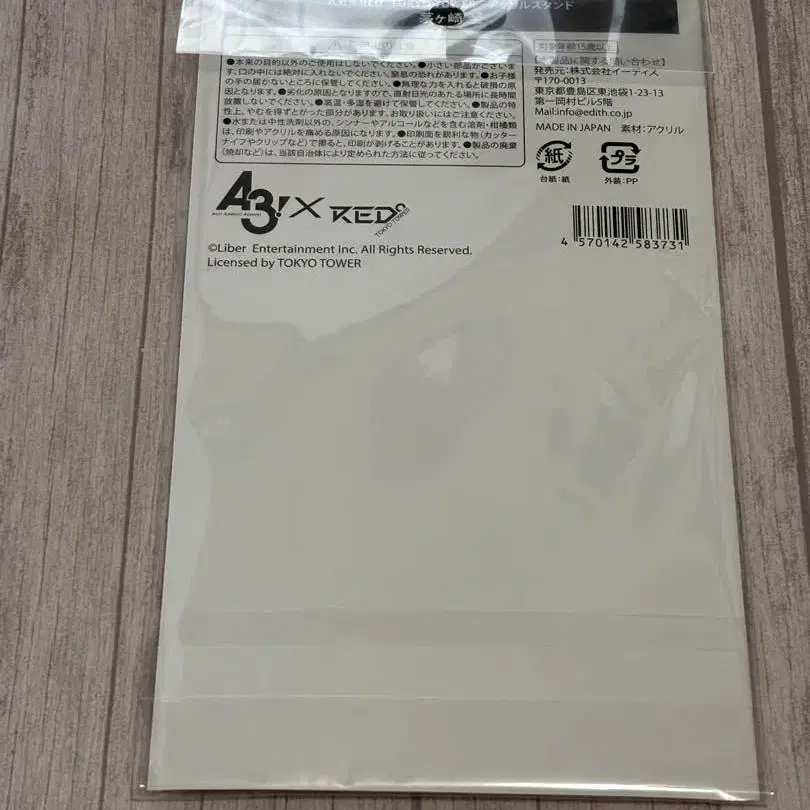 アクリルスタンド
茅ヶ崎至
対象年齢15歳以上
●本来の目的以外のご使用はしないでください。●小さい部品がございま
す。口の中には絶対に入れないでください。窒息の恐れがあります。●お子様
の手の届かないところに保管してください。●無理な力を入れると破損の原
因となります。●劣化の原因となりますので、直射日光のあたる場所に長時間
放置しないでください。●高温・多湿を避けて保管してください。●製品の特
性上、やむを得ずとがった部分があります。お取り扱いにはご注意ください。
●水または中性洗剤以外の、シンナーやアルコールなどを含む溶剤・柑橘類
は、印刷やアクリルを痛める原因になります。●印刷面を鋭利な物（カッター
ナイフやクリップなど）で擦ると、印刷が剥げることがあります。●製品の廃棄
（焼却など）は、当該自治体により定められた方法に従ってください。
に関する問い合わせ】
発売元：株式会社イーディス
〒170-0013
東京都豊島区東池袋1-23-13
第一岡村ビル5階
Mail:info@edith.co.jp
MADE IN JAPAN 素材：アクリル
紙 プラ
台紙：紙 外装：PP
A3! × RED°
Act! Addict! Actors! TOKYO TOWER
©Liber Entertainment Inc. All Rights Reserved.
Licensed by TOKYO TOWER
4 570142 583731